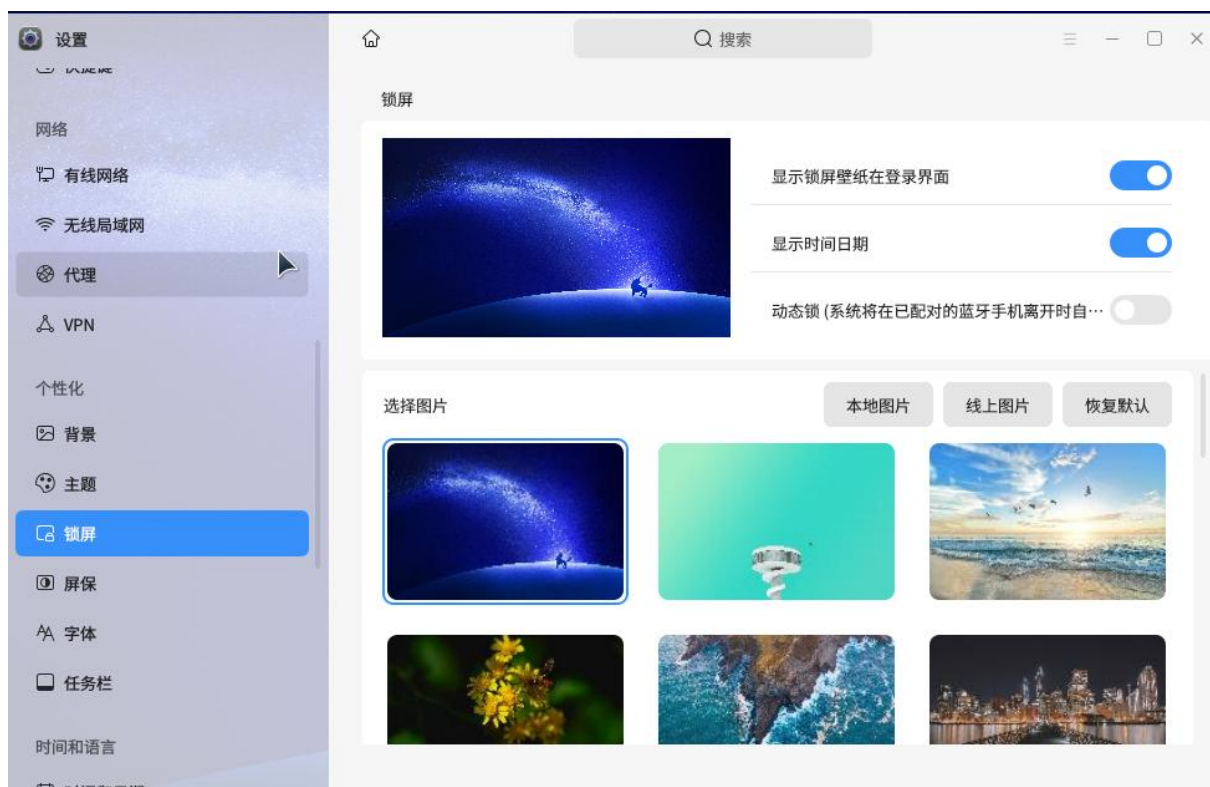 设置
搜索
快捷键
网络
有线网络
无线局域网
代理
VPN
个性化
背景
主题
锁屏
屏保
字体
任务栏
时间和语言
锁屏
显示锁屏壁纸在登录界面
显示时间日期
动态锁 (系统将在已配对的蓝牙手机离开时自…
选择图片
本地图片
线上图片
恢复默认